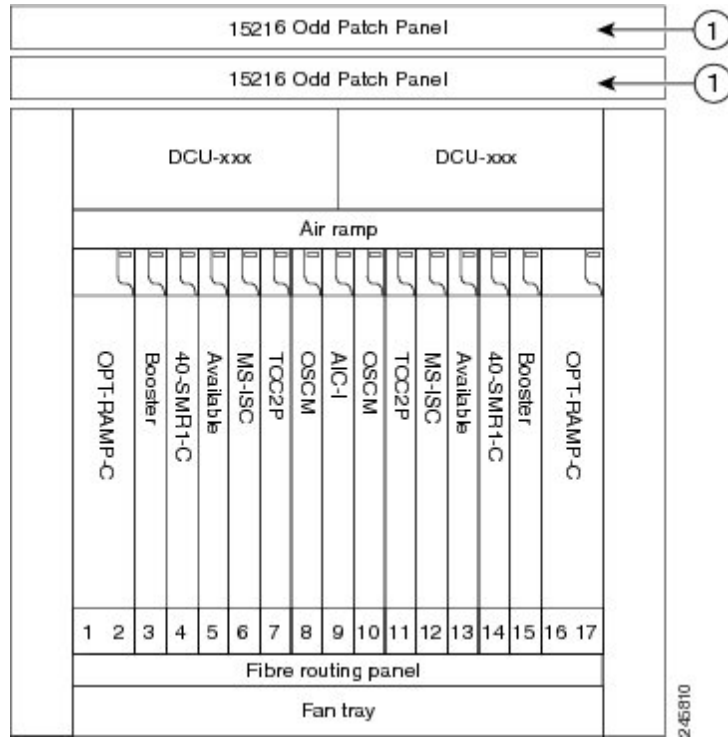 15216 Odd Patch Panel
1
15216 Odd Patch Panel
1
DCU-xxx
DCU-xxx
Air ramp
OPT-RAMP-C
Booster
40-SMR1-C
Available
MS-ISC
TCC2P
OSCM
AIC-I
OSCM
TCC2P
MS-ISC
Available
40-SMR1-C
Booster
OPT-RAMP-C
1 2 3 4 5 6 7 8 9 10 11 12 13 14 15 16 17
Fibre routing panel
Fan tray
245810